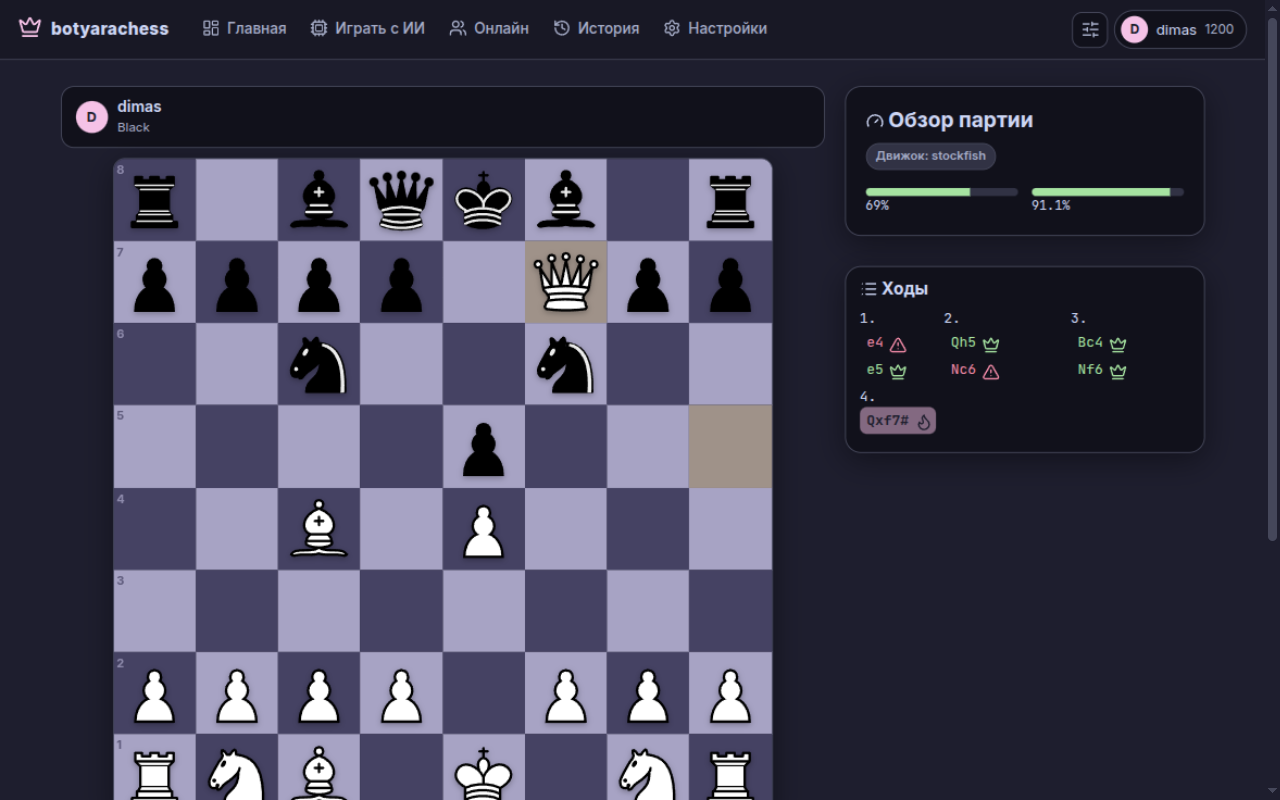 botyarachess Главная Играть с ИИ Онлайн История Настройки D dimas 1200
D dimas
Black
8
7
6
5
4
3
2
1
Обзор партии
Движок: stockfish
69% 91.1%
Ходы
1. 2. 3.
e4 Qh5 Bc4
e5 Nc6 Nf6
4.
Qxf7#